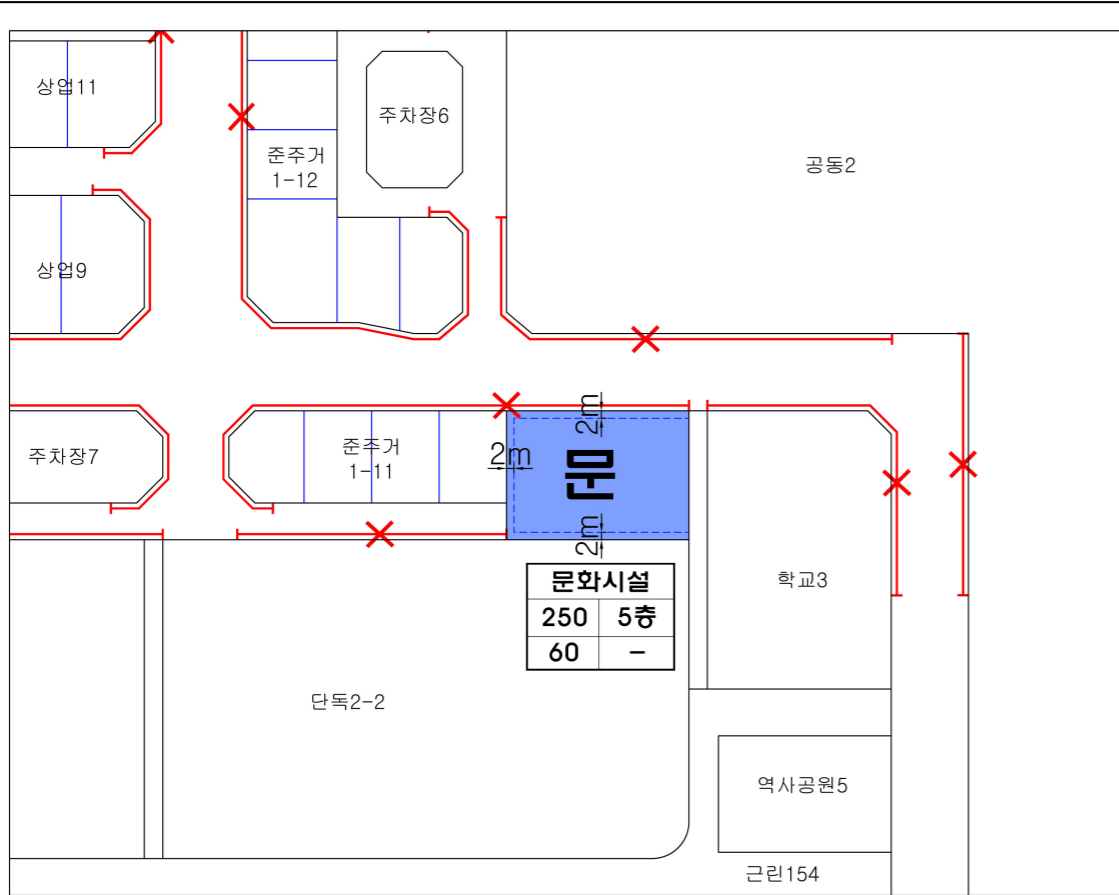 상업11
주차장6
준주거
1-12
공동2
상업9
2m
주차장7
준주거
1-11
2m
문
2m
문화시설
250 5층
60 -
학교3
단독2-2
역사공원5
근린154